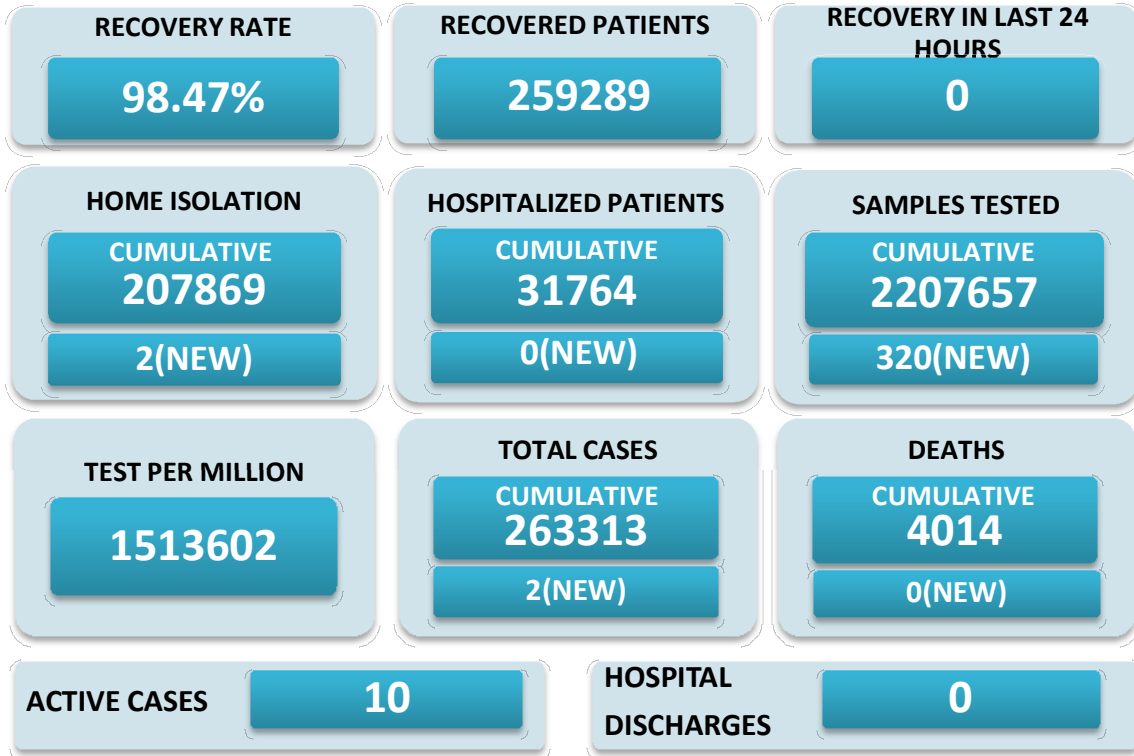 RECOVERY RATE
98.47%
RECOVERED PATIENTS
259289
RECOVERY IN LAST 24
HOURS
0
HOME ISOLATION
CUMULATIVE
207869
2(NEW)
HOSPITALIZED PATIENTS
CUMULATIVE
31764
0(NEW)
SAMPLES TESTED
CUMULATIVE
2207657
320(NEW)
TEST PER MILLION
1513602
TOTAL CASES
CUMULATIVE
263313
2(NEW)
DEATHS
CUMULATIVE
4014
0(NEW)
ACTIVE CASES
10
HOSPITAL
DISCHARGES
0